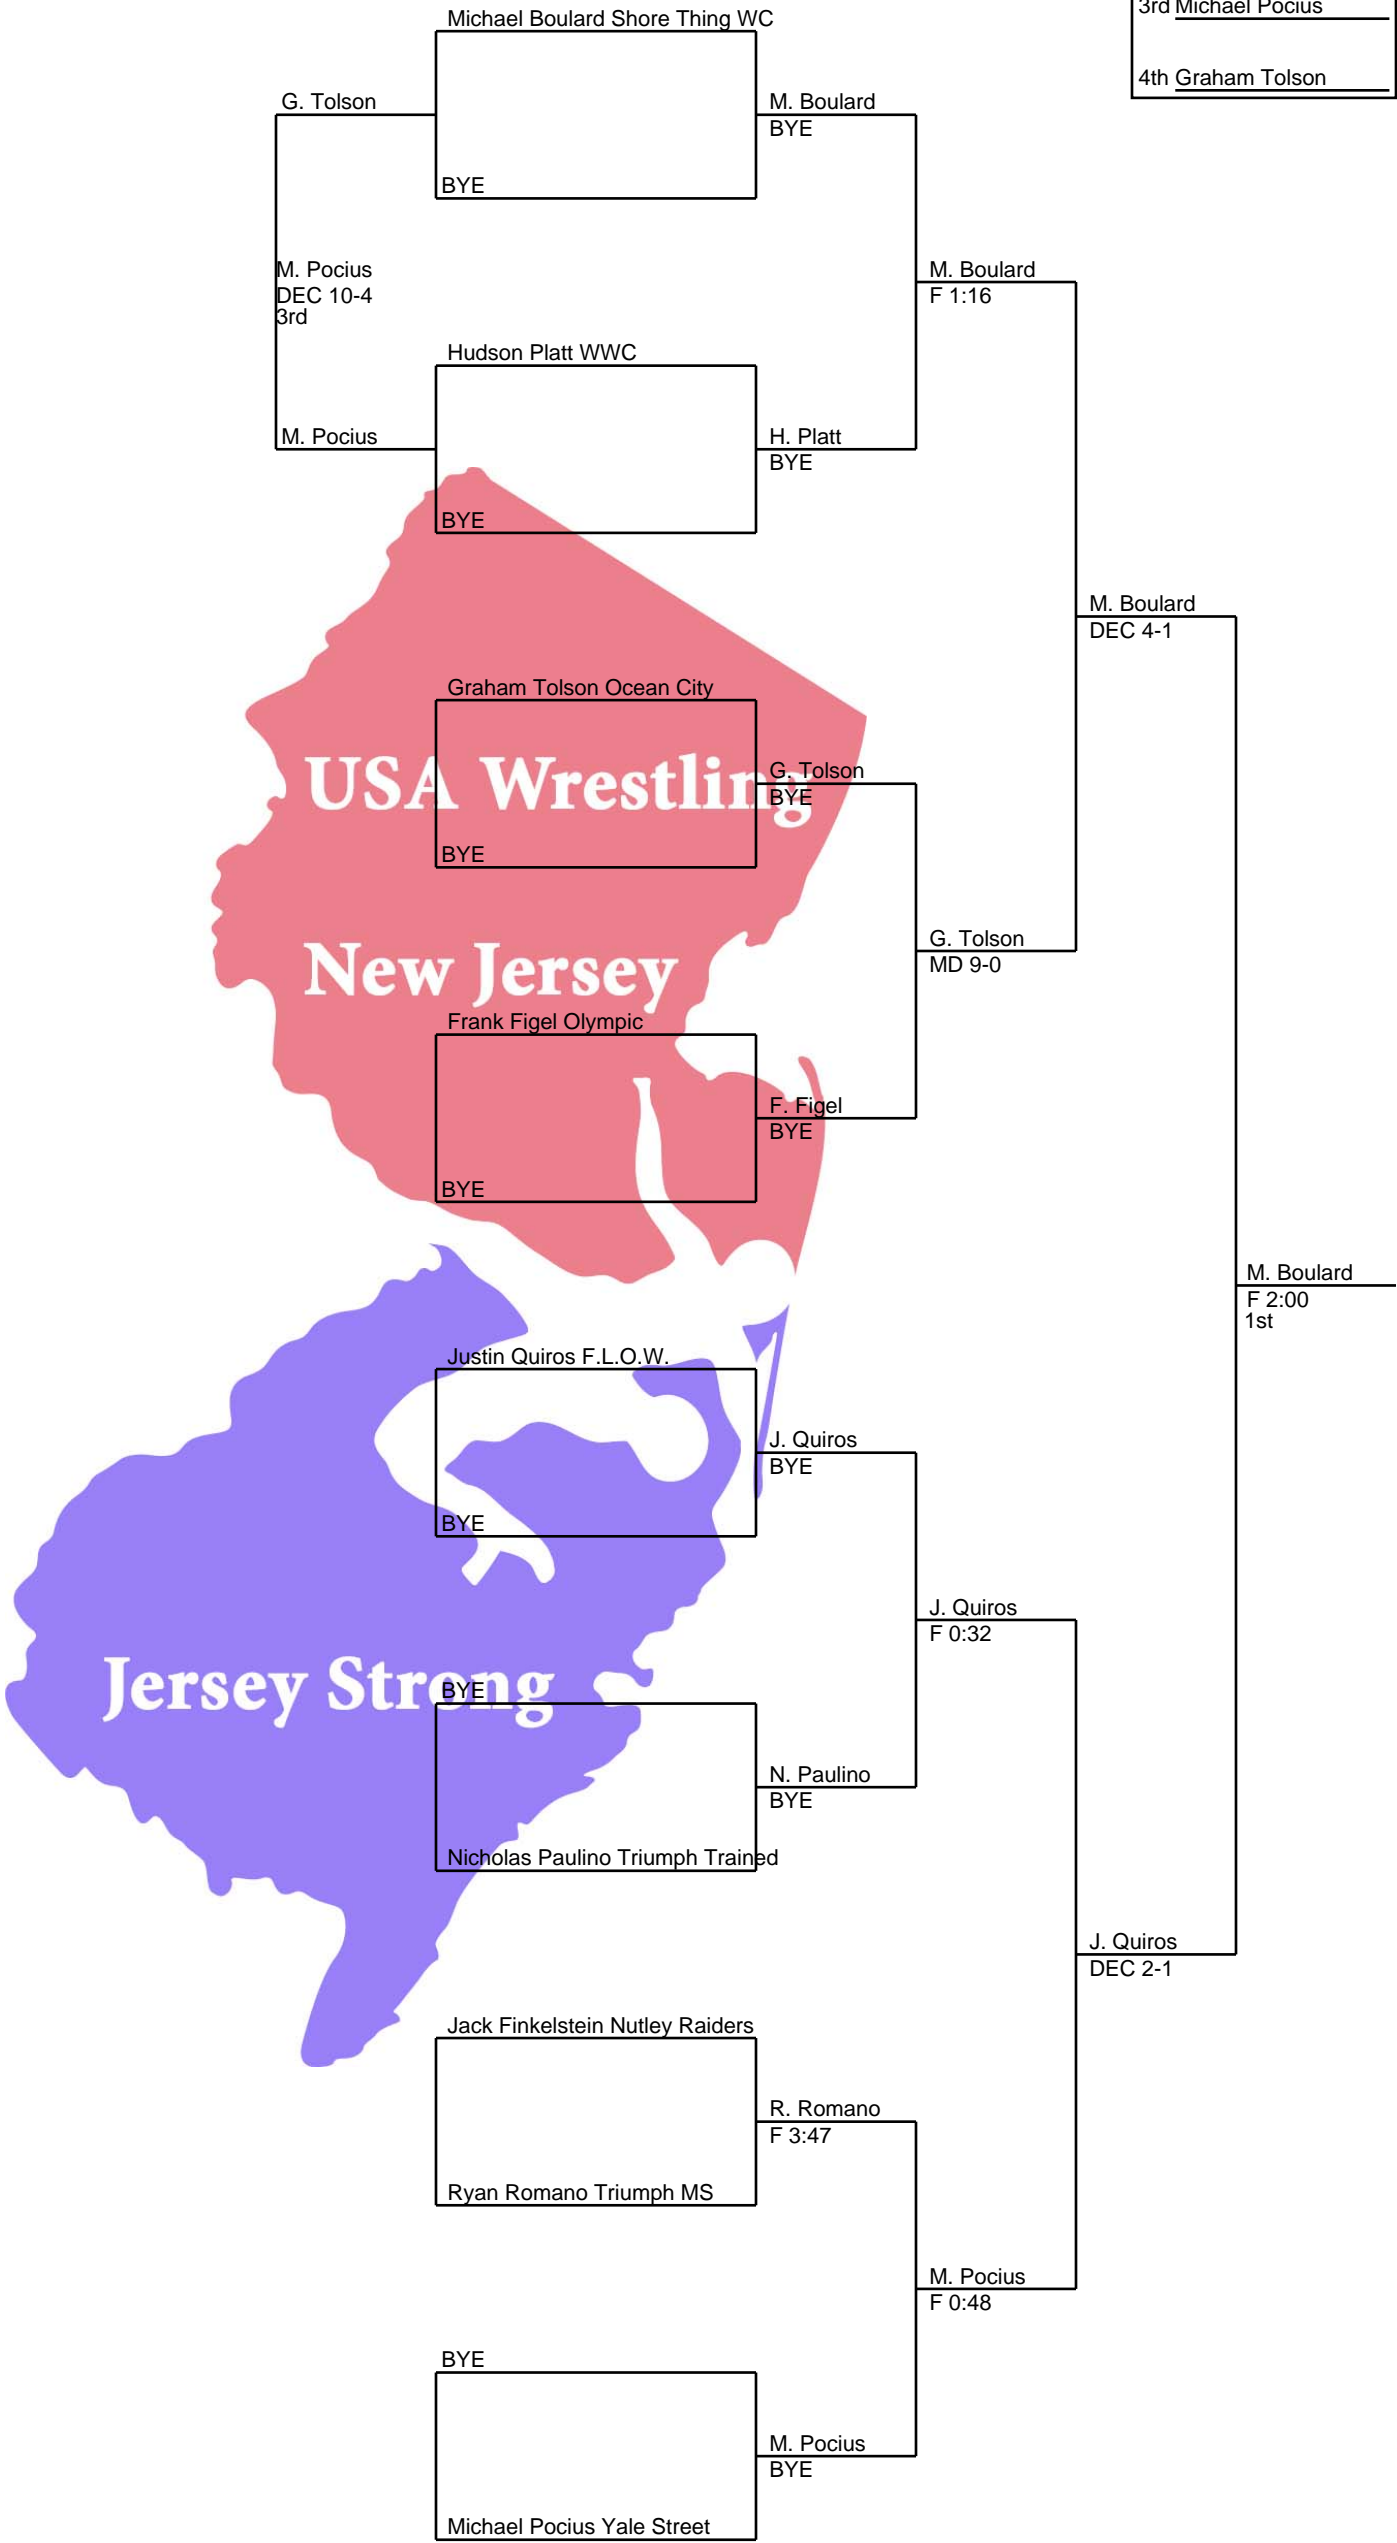 3rd Michael Pocius
4th Graham Tolson
Michael Boulard Shore Thing WC
G. Tolson
M. Boulard
BYE
BYE
M. Pocius
DEC 10-4
3rd
M. Boulard
F 1:16
Hudson Platt WWC
M. Pocius
H. Platt
BYE
BYE
M. Boulard
DEC 4-1
Graham Tolson Ocean City
USA Wrestling
G. Tolson
BYE
BYE
New Jersey
G. Tolson
MD 9-0
Frank Figel Olympic
F. Figel
BYE
BYE
M. Boulard
F 2:00
1st
Justin Quiros F.L.O.W.
J. Quiros
BYE
BYE
J. Quiros
F 0:32
Jersey Strong
BYE
N. Paulino
BYE
Nicholas Paulino Triumph Trained
J. Quiros
DEC 2-1
Jack Finkelstein Nutley Raiders
R. Romano
F 3:47
Ryan Romano Triumph MS
M. Pocius
F 0:48
BYE
M. Pocius
BYE
Michael Pocius Yale Street